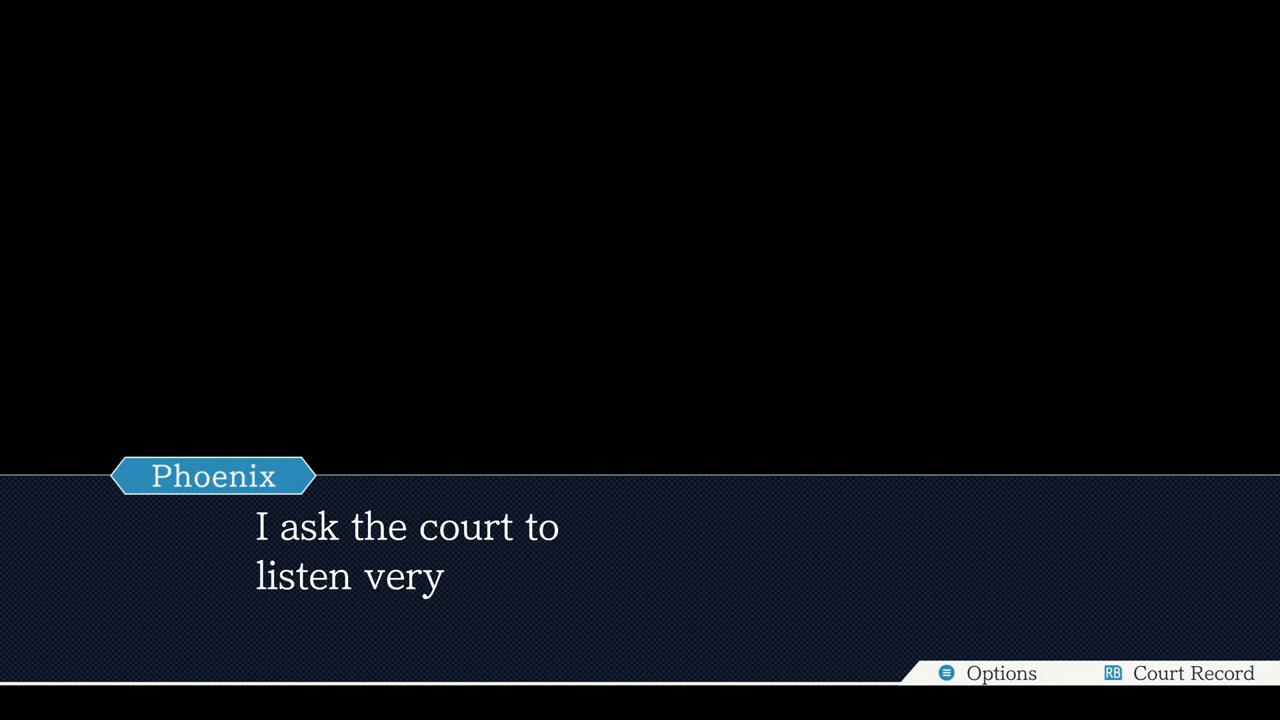 Phoenix
I ask the court to
listen very
Options
RB Court Record